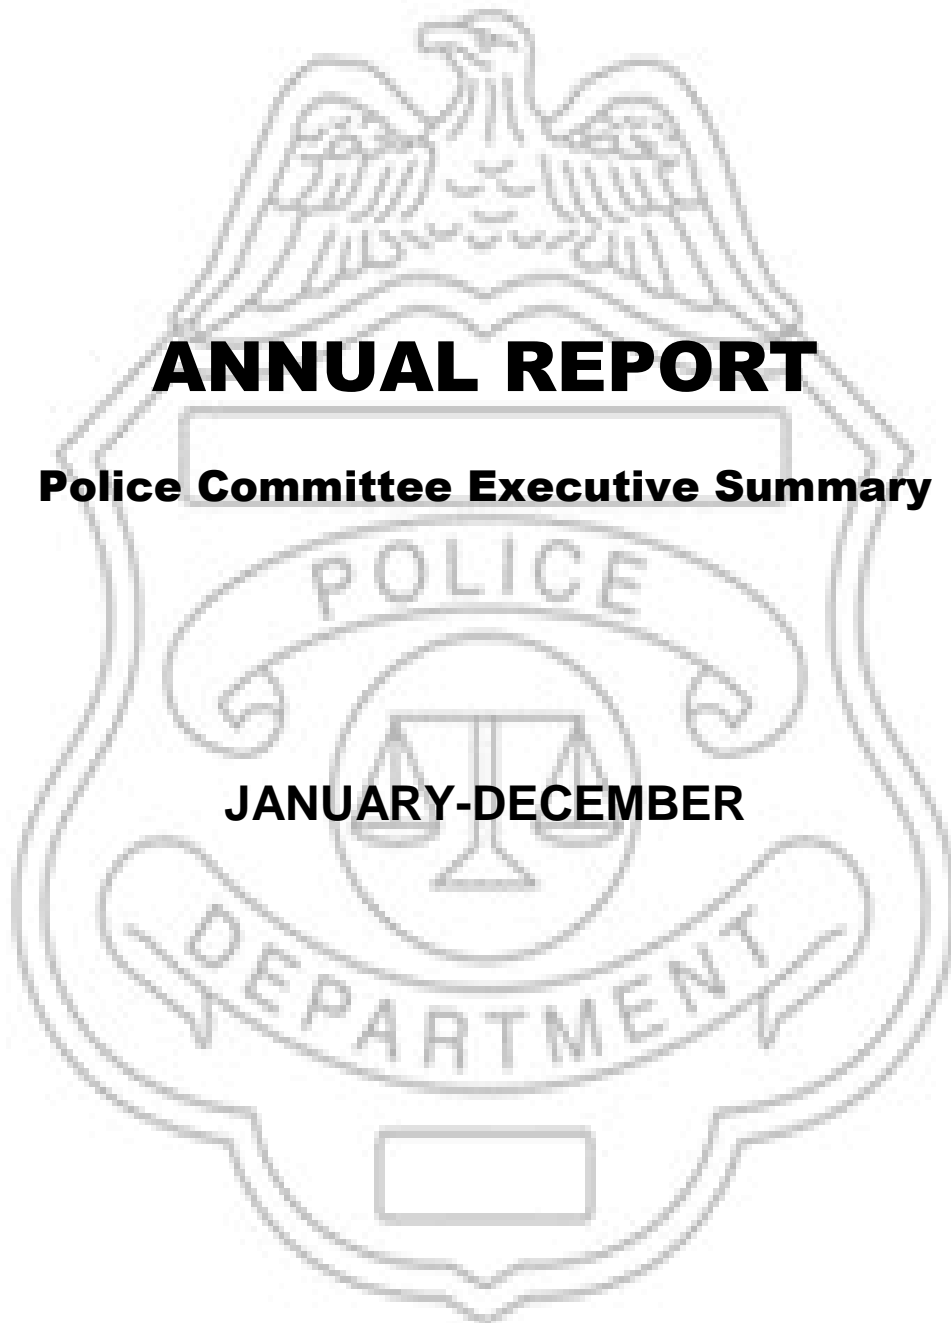 ANNUAL REPORT
Police Committee Executive Summary
POLICE
JANUARY-DECEMBER
DEPARTMENT